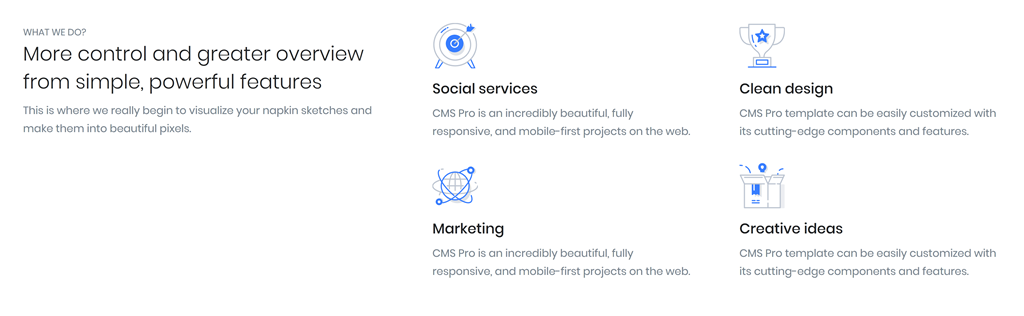 WHAT WE DO?
More control and greater overview
from simple, powerful features
This is where we really begin to visualize your napkin sketches and
make them into beautiful pixels.
Social services
CMS Pro is an incredibly beautiful, fully
responsive, and mobile-first projects on the web.
Clean design
CMS Pro template can be easily customized with
its cutting-edge components and features.
Marketing
CMS Pro is an incredibly beautiful, fully
responsive, and mobile-first projects on the web.
Creative ideas
CMS Pro template can be easily customized with
its cutting-edge components and features.